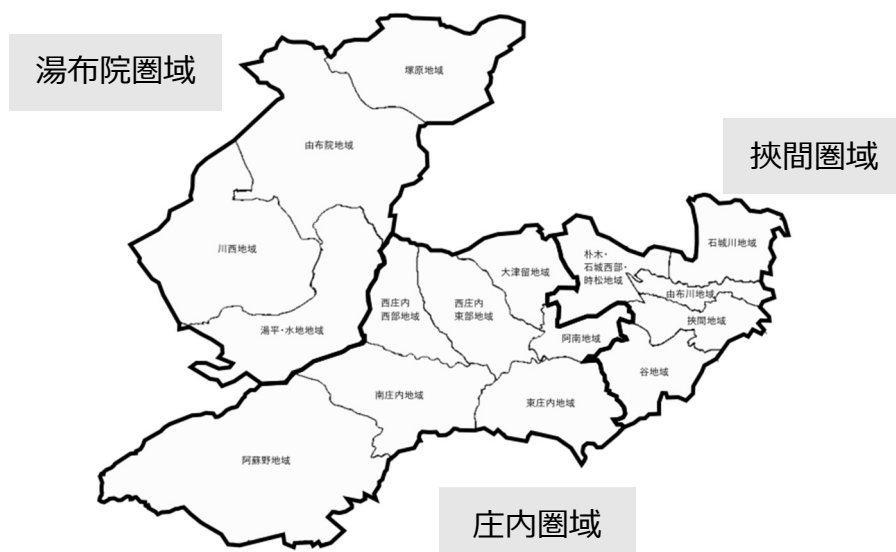 湯布院圏域
塚原地域
由布院地域
挾間圏域
川西地域
石城川地域
朴木・
石城西部・
時松地域
大津留地域
由布川地域
西庄内
西部地域
西庄内
東部地域
挾間地域
湯平・水地地域
阿南地域
谷地域
南庄内地域
東庄内地域
阿蘇野地域
庄内圏域